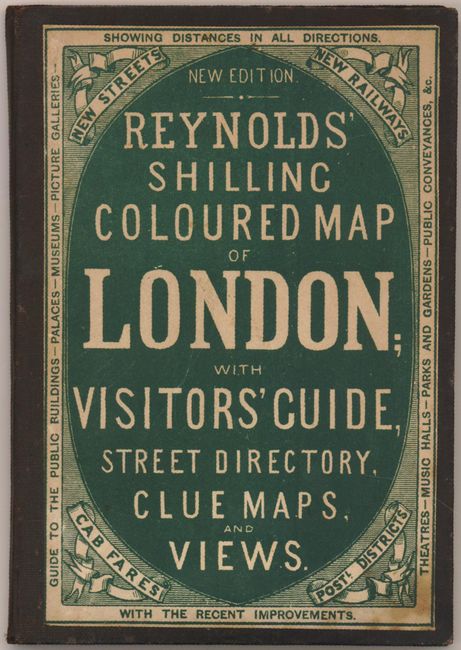 SHOWING DISTANCES IN ALL DIRECTIONS.
NEW STREETS
NEW RAILWAYS
GUIDE TO THE PUBLIC BUILDINGS—PALACES—MUSEUMS—PICTURE GALLERIES—
NEW EDITION.
REYNOLDS'
SHILLING
COLOURED MAP
OF
LONDON;
WITH
VISITORS' GUIDE,
STREET DIRECTORY,
CLUE MAPS,
AND
VIEWS.
THEATRES—MUSIC HALLS—PARKS AND GARDENS—PUBLIC CONVEYANCES, &c.
CAB FARES
POSTL DISTRICTS
WITH THE RECENT IMPROVEMENTS.